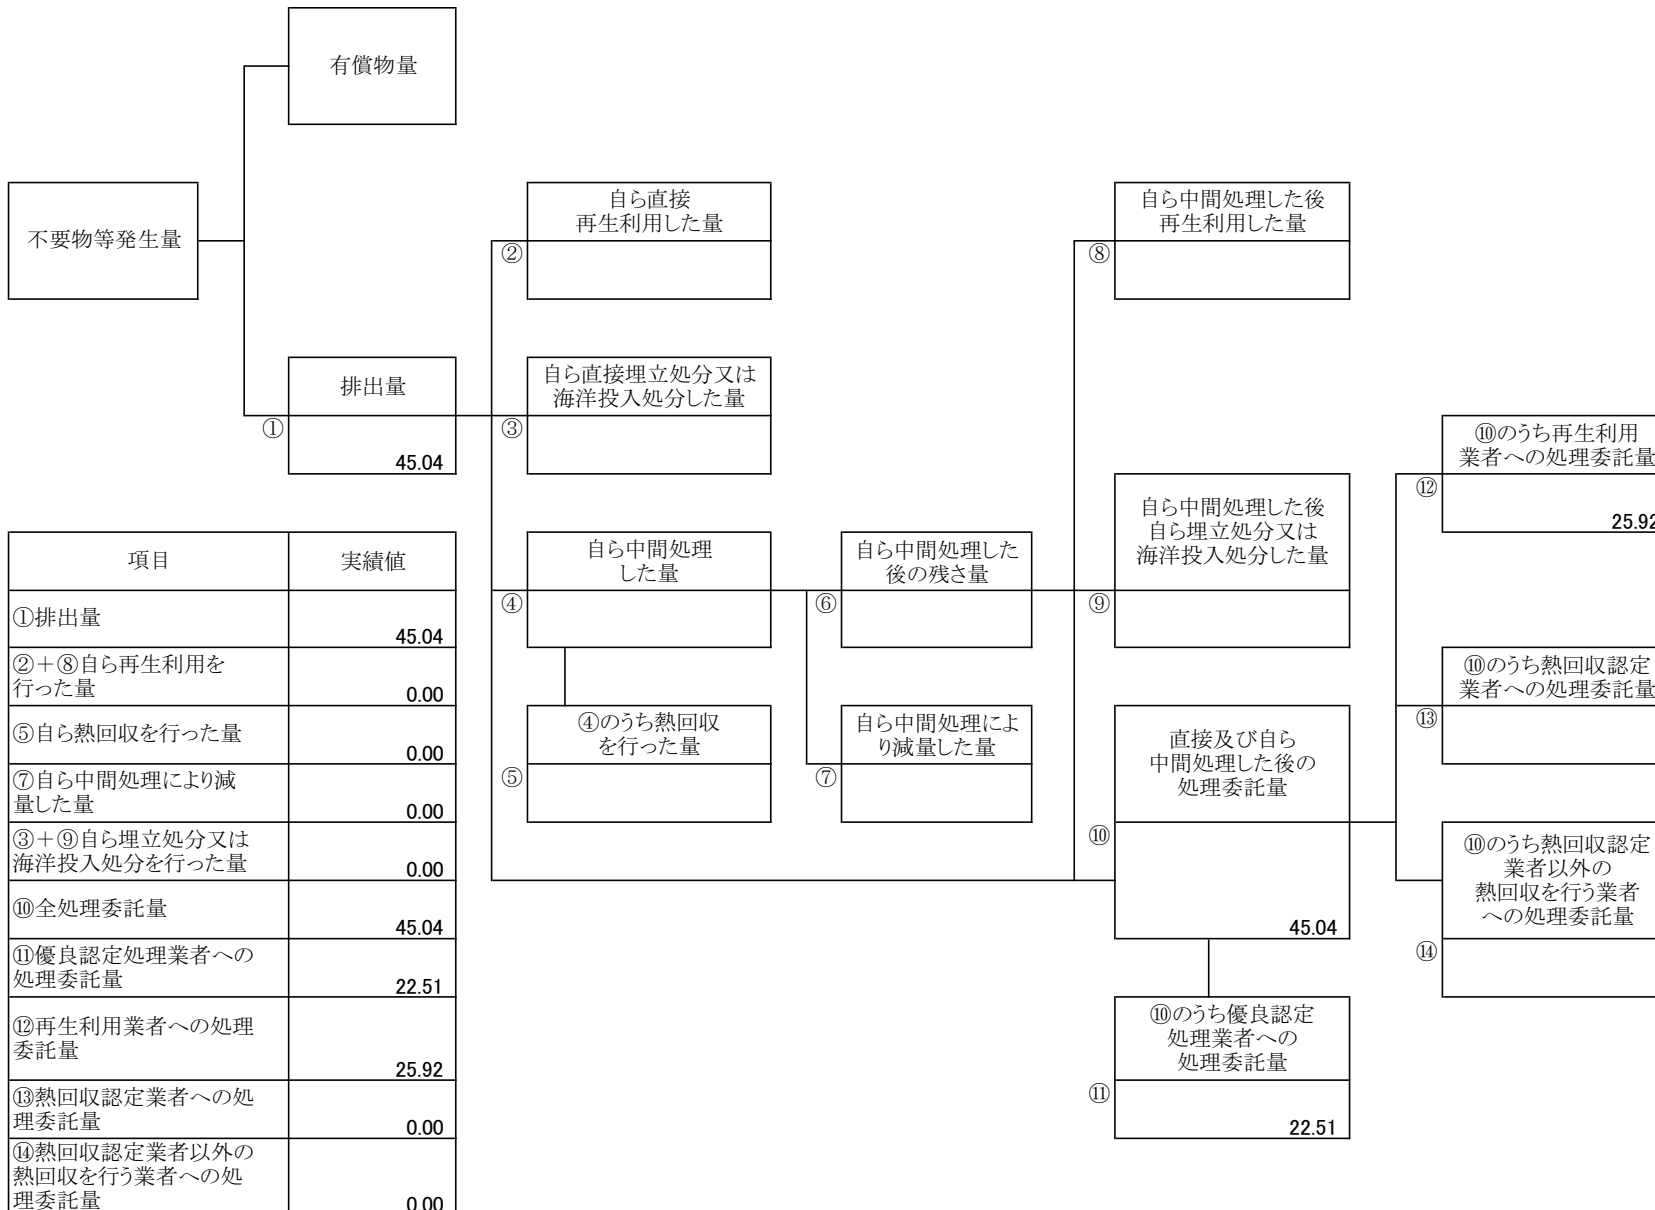 有償物量
不要物等発生量
排出量
①
45.04
自ら直接
再生利用した量
②
自ら直接埋立処分又は
海洋投入処分した量
③
自ら中間処理
した量
④
④のうち熱回収
を行った量
⑤
自ら中間処理した
後の残さ量
⑥
自ら中間処理によ
り減量した量
⑦
自ら中間処理した後
再生利用した量
⑧
自ら中間処理した後
自ら埋立処分又は
海洋投入処分した量
⑨
直接及び自ら
中間処理した後の
処理委託量
⑩
45.04
⑩のうち優良認定
処理業者への
処理委託量
⑪
22.51
⑩のうち再生利用
業者への処理委託量
⑫
25.92
⑩のうち熱回収認定
業者への処理委託量
⑬
⑩のうち熱回収認定
業者以外の
熱回収を行う業者
への処理委託量
⑭
項目 実績値
①排出量
45.04
②＋⑧自ら再生利用を
行った量
0.00
⑤自ら熱回収を行った量
0.00
⑦自ら中間処理により減
量した量
0.00
③＋⑨自ら埋立処分又は
海洋投入処分を行った量
0.00
⑩全処理委託量
45.04
⑪優良認定処理業者への
処理委託量
22.51
⑫再生利用業者への処理
委託量
25.92
⑬熱回収認定業者への処
理委託量
0.00
⑭熱回収認定業者以外の
熱回収を行う業者への処
理委託量
0.00